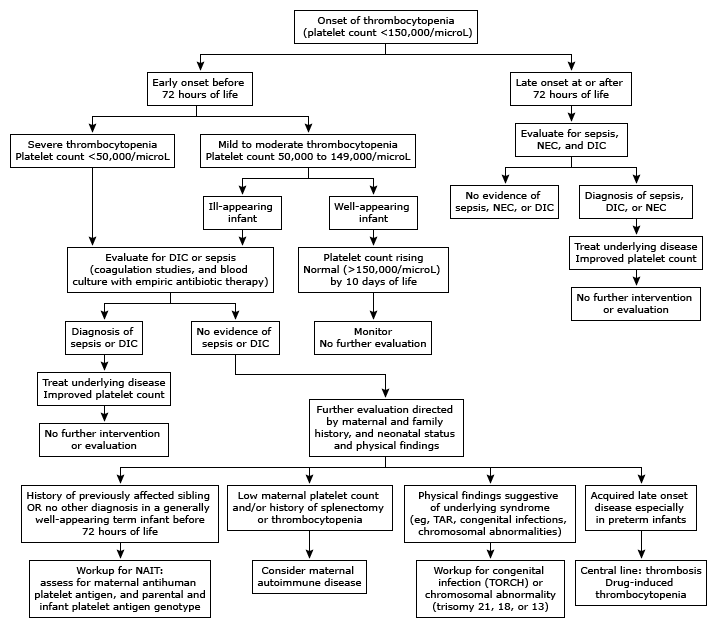 Onset of thrombocytopenia
(platelet count <150,000/microL)
Early onset before
72 hours of life
Late onset at or after
72 hours of life
Severe thrombocytopenia
Platelet count <50,000/microL
Mild to moderate thrombocytopenia
Platelet count 50,000 to 149,000/microL
Evaluate for sepsis,
NEC, and DIC
Ill-appearing
infant
Well-appearing
infant
No evidence of
sepsis, NEC, or DIC
Diagnosis of sepsis,
DIC, or NEC
Evaluate for DIC or sepsis
(coagulation studies, and blood
culture with empiric antibiotic therapy)
Platelet count rising
Normal (>150,000/microL)
by 10 days of life
Treat underlying disease
Improved platelet count
No further intervention
or evaluation
Diagnosis of
sepsis or DIC
No evidence of
sepsis or DIC
Monitor
No further evaluation
Treat underlying disease
Improved platelet count
No further intervention
or evaluation
Further evaluation directed
by maternal and family
history, and neonatal status
and physical findings
History of previously affected sibling
OR no other diagnosis in a generally
well-appearing term infant before
72 hours of life
Low maternal platelet count
and/or history of splenectomy
or thrombocytopenia
Physical findings suggestive
of underlying syndrome
(eg, TAR, congenital infections,
chromosomal abnormalities)
Acquired late onset
disease especially
in preterm infants
Workup for NAIT:
assess for maternal antihuman
platelet antigen, and parental and
infant platelet antigen genotype
Consider maternal
autoimmune disease
Workup for congenital
infection (TORCH) or
chromosomal abnormality
(trisomy 21, 18, or 13)
Central line: thrombosis
Drug-induced
thrombocytopenia